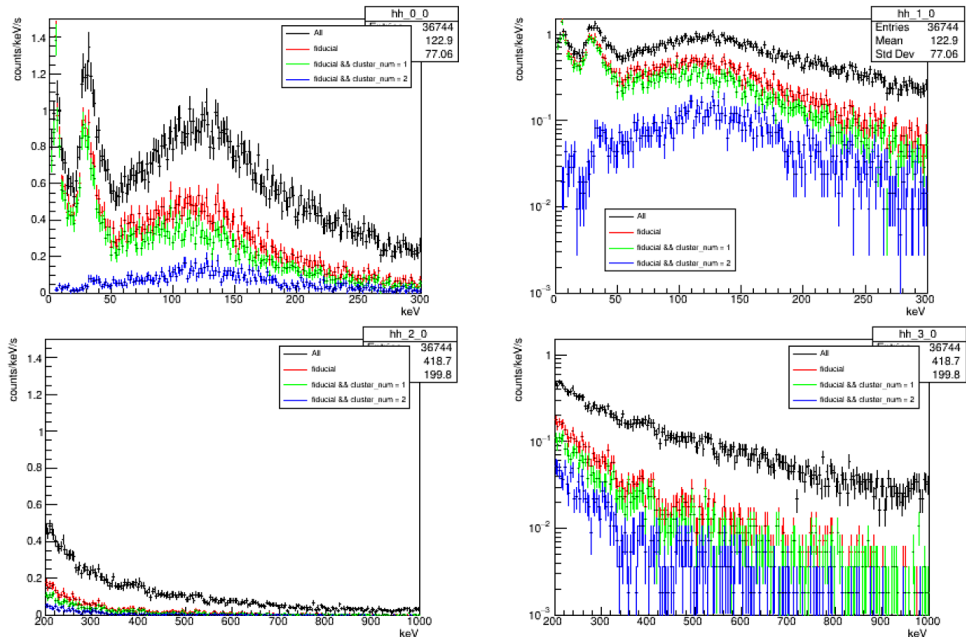 hh_0_0
36744
122.9
77.06
All
fiducial
fiducial && cluster_num = 1
fiducial && cluster_num = 2
counts/keV/s
1.4
1.2
1
0.8
0.6
0.4
0.2
0
0 50 100 150 200 250 300
keV
hh_1_0
Entries 36744
Mean 122.9
Std Dev 77.06
counts/keV/s
1
10−1
10−2
10−3
All
fiducial
fiducial && cluster_num = 1
fiducial && cluster_num = 2
0 50 100 150 200 250 300
keV
hh_2_0
36744
418.7
199.8
All
fiducial
fiducial && cluster_num = 1
fiducial && cluster_num = 2
counts/keV/s
1.4
1.2
1
0.8
0.6
0.4
0.2
0
200 300 400 500 600 700 800 900 1000
keV
hh_3_0
36744
418.7
199.8
All
fiducial
fiducial && cluster_num = 1
fiducial && cluster_num = 2
counts/keV/s
1
10−1
10−2
10−3
200 300 400 500 600 700 800 900 1000
keV